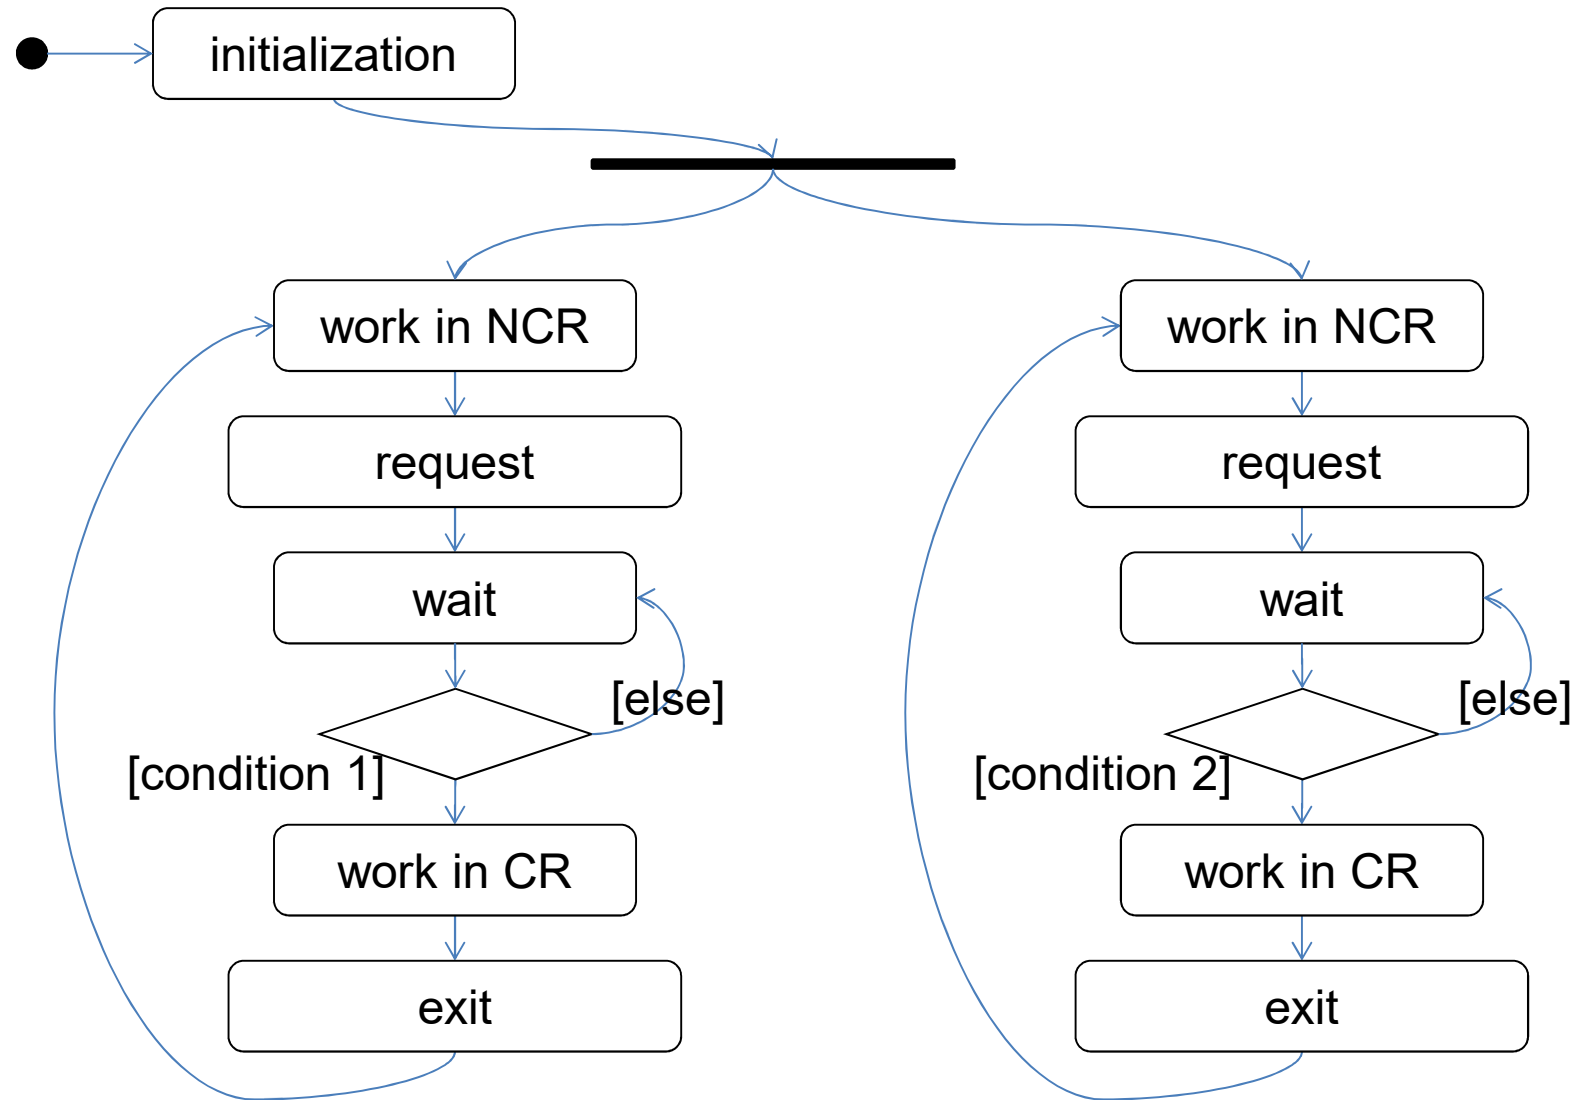 initialization
work in NCR
work in NCR
request
request
wait
wait
[else]
[else]
[condition 1]
[condition 2]
work in CR
work in CR
exit
exit